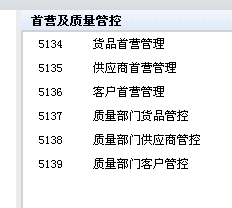 首营及质量管控
5134 货品首营管理
5135 供应商首营管理
5136 客户首营管理
5137 质量部门货品管控
5138 质量部门供应商管控
5139 质量部门客户管控